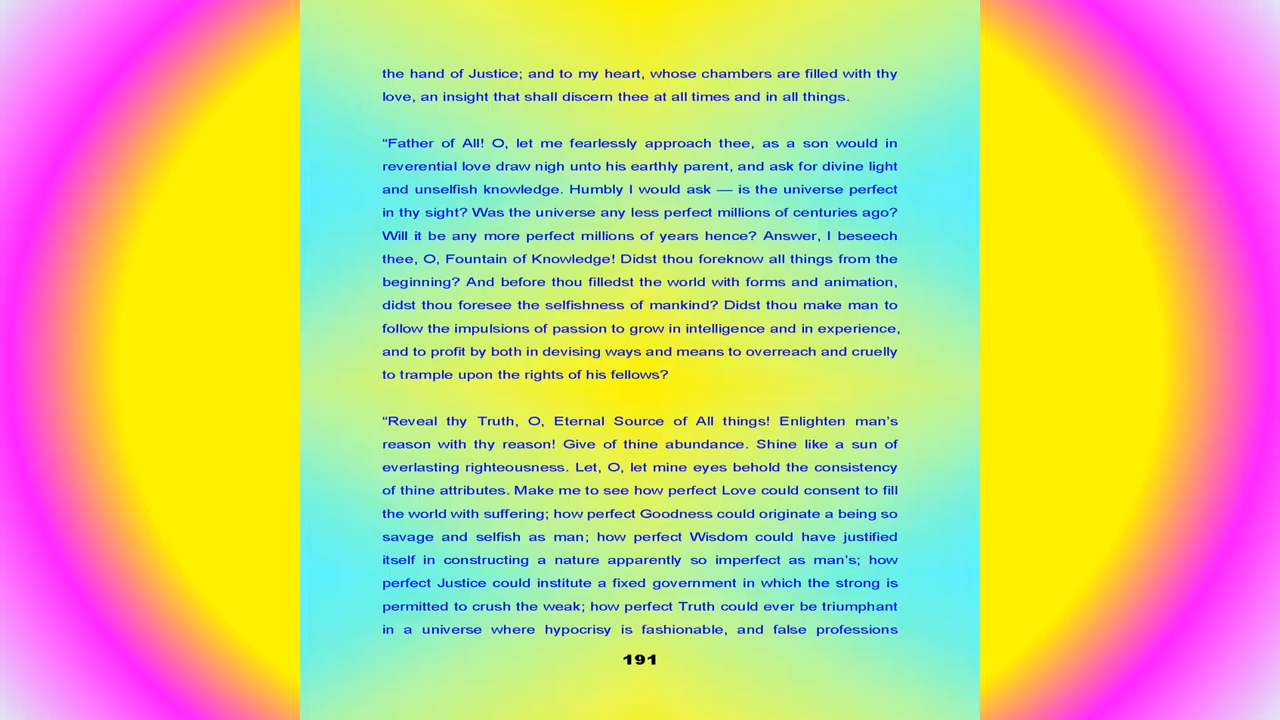 the hand of Justice; and to my heart, whose chambers are filled with thy
love, an insight that shall discern thee at all times and in all things.
“Father of All! O, let me fearlessly approach thee, as a son would in
reverential love draw nigh unto his earthly parent, and ask for divine light
and unselfish knowledge. Humbly I would ask — is the universe perfect
in thy sight? Was the universe any less perfect millions of centuries ago?
Will it be any more perfect millions of years hence? Answer, I beseech
thee, O, Fountain of Knowledge! Didst thou foreknow all things from the
beginning? And before thou filledst the world with forms and animation,
didst thou foresee the selfishness of mankind? Didst thou make man to
follow the impulsions of passion to grow in intelligence and in experience,
and to profit by both in devising ways and means to overreach and cruelly
to trample upon the rights of his fellows?
“Reveal thy Truth, O, Eternal Source of All things! Enlighten man’s
reason with thy reason! Give of thine abundance. Shine like a sun of
everlasting righteousness. Let, O, let mine eyes behold the consistency
of thine attributes. Make me to see how perfect Love could consent to fill
the world with suffering; how perfect Goodness could originate a being so
savage and selfish as man; how perfect Wisdom could have justified
itself in constructing a nature apparently so imperfect as man’s; how
perfect Justice could institute a fixed government in which the strong is
permitted to crush the weak; how perfect Truth could ever be triumphant
in a universe where hypocrisy is fashionable, and false professions
191